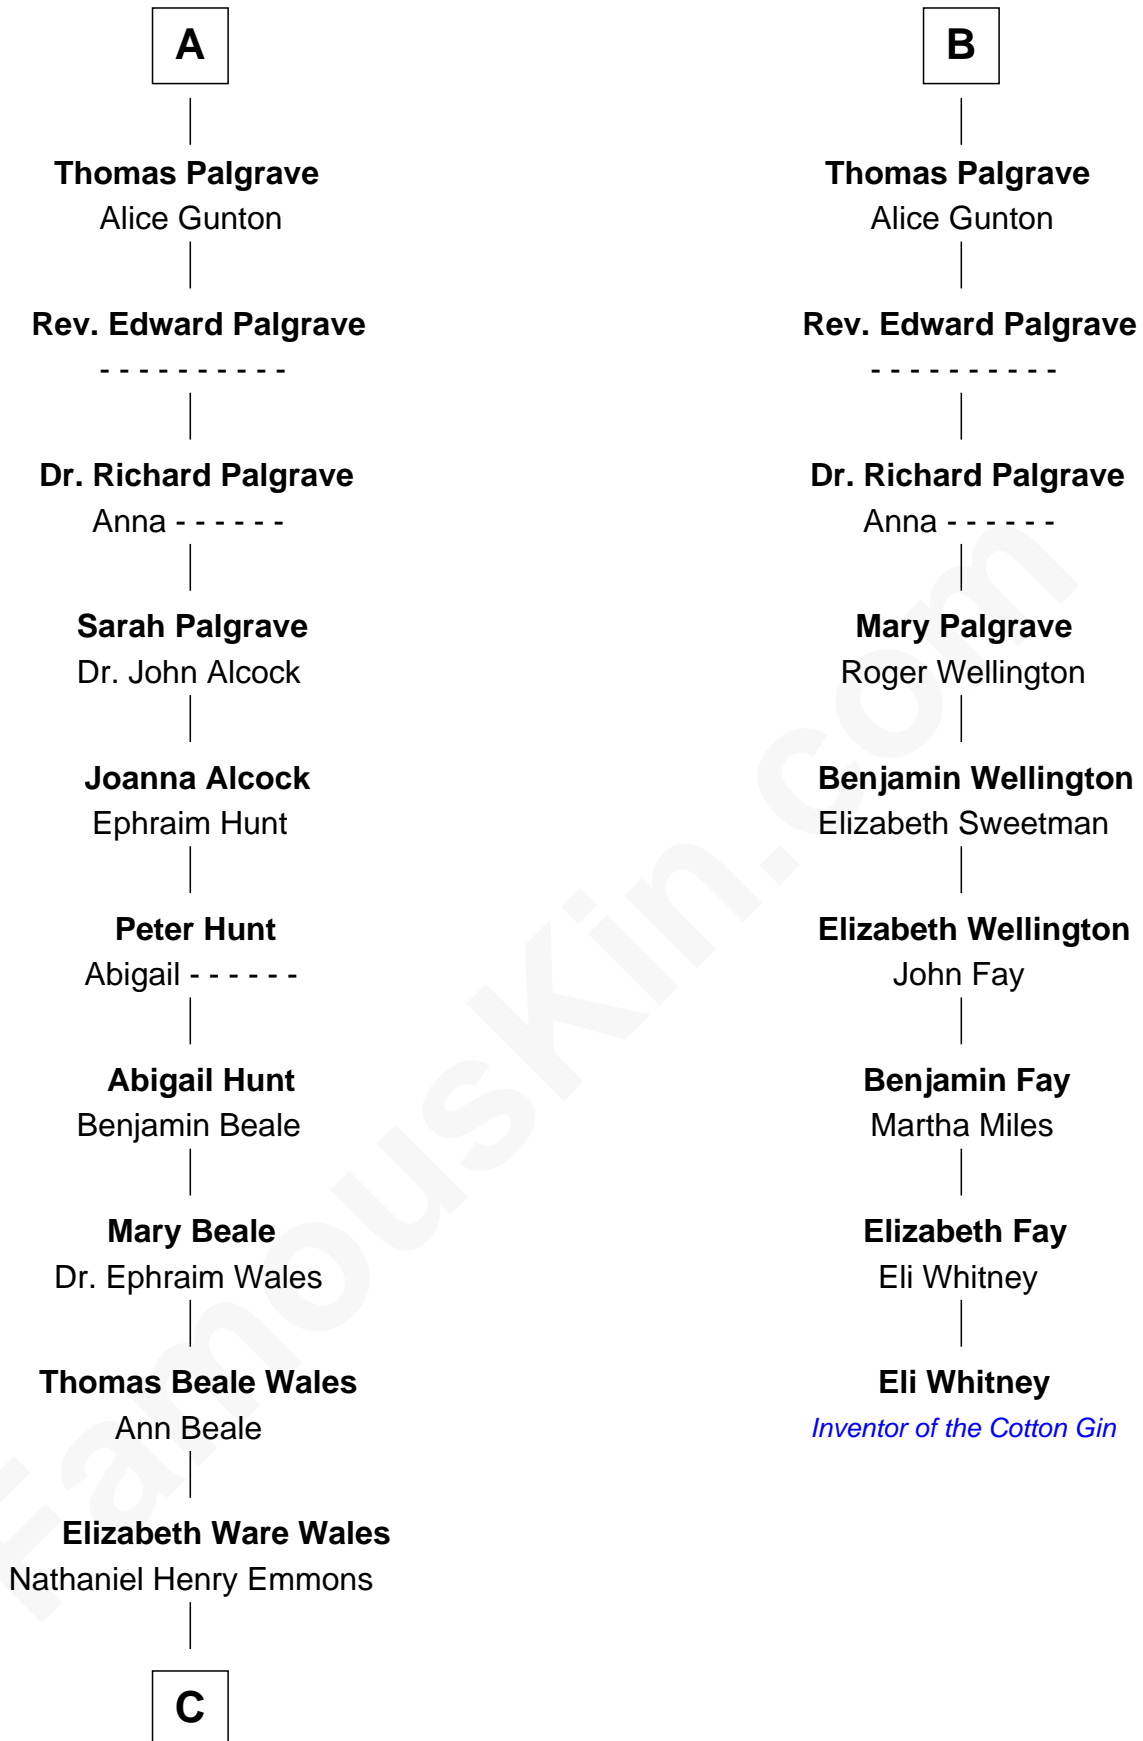 A
Thomas Palgrave
Alice Gunton
Rev. Edward Palgrave
- - - - - - - - - -
Dr. Richard Palgrave
Anna - - - - - -
Sarah Palgrave
Dr. John Alcock
Joanna Alcock
Ephraim Hunt
Peter Hunt
Abigail - - - - - -
Abigail Hunt
Benjamin Beale
Mary Beale
Dr. Ephraim Wales
Thomas Beale Wales
Ann Beale
Elizabeth Ware Wales
Nathaniel Henry Emmons
C
B
Thomas Palgrave
Alice Gunton
Rev. Edward Palgrave
- - - - - - - - - -
Dr. Richard Palgrave
Anna - - - - - -
Mary Palgrave
Roger Wellington
Benjamin Wellington
Elizabeth Sweetman
Elizabeth Wellington
John Fay
Benjamin Fay
Martha Miles
Elizabeth Fay
Eli Whitney
Eli Whitney
Inventor of the Cotton Gin
FamousKin.com